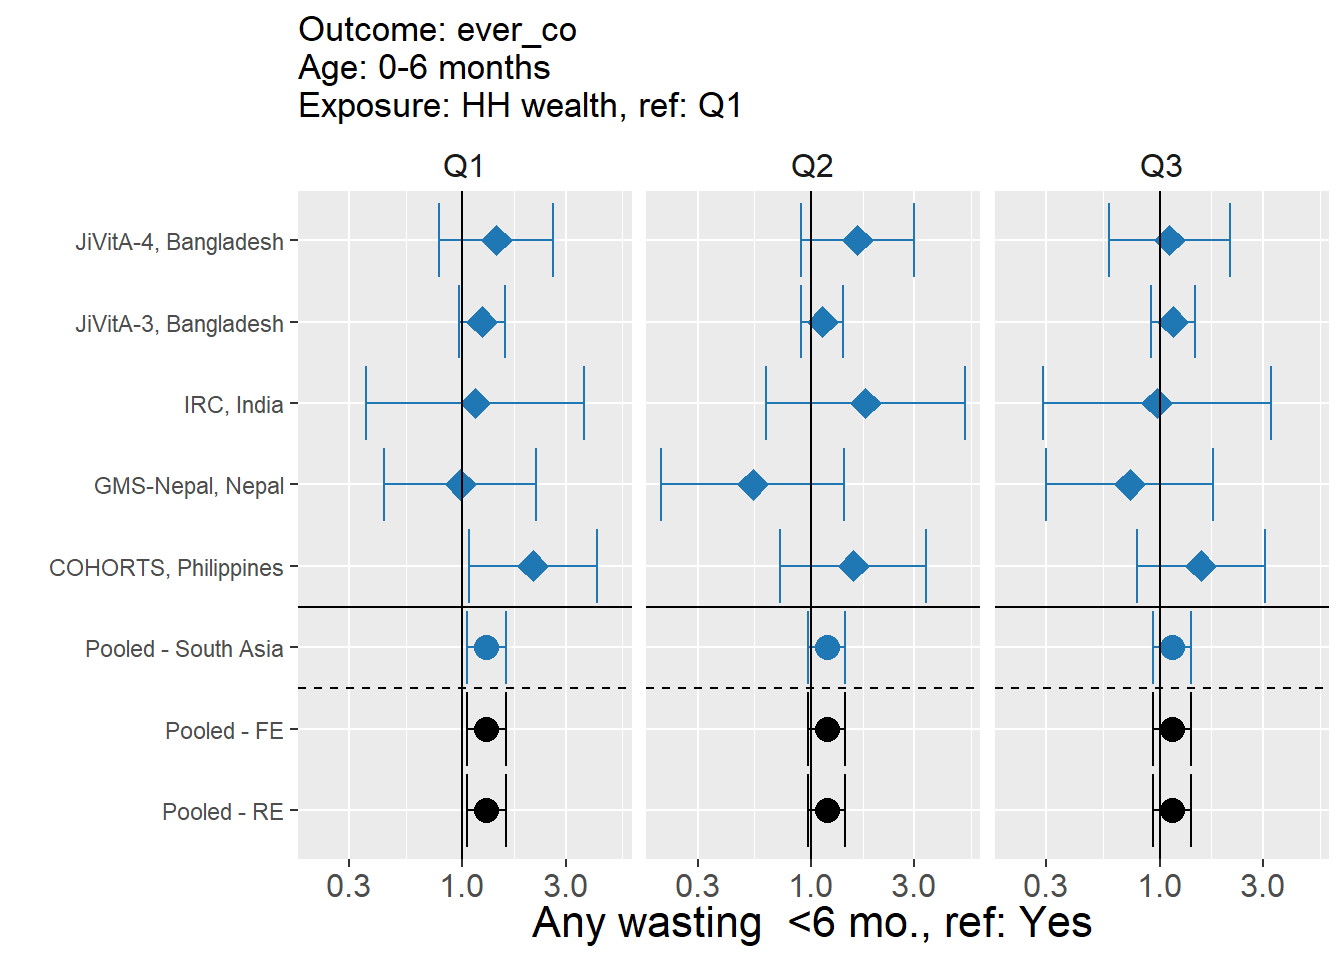 Outcome: ever_co
Age: 0-6 months
Exposure: HH wealth, ref: Q1
Q1 Q2 Q3
JiVitA-4, Bangladesh
JiVitA-3, Bangladesh
IRC, India
GMS-Nepal, Nepal
COHORTS, Philippines
Pooled - South Asia
Pooled - FE
Pooled - RE
0.3 1.0 3.0 0.3 1.0 3.0 0.3 1.0 3.0
Any wasting  <6 mo., ref: Yes